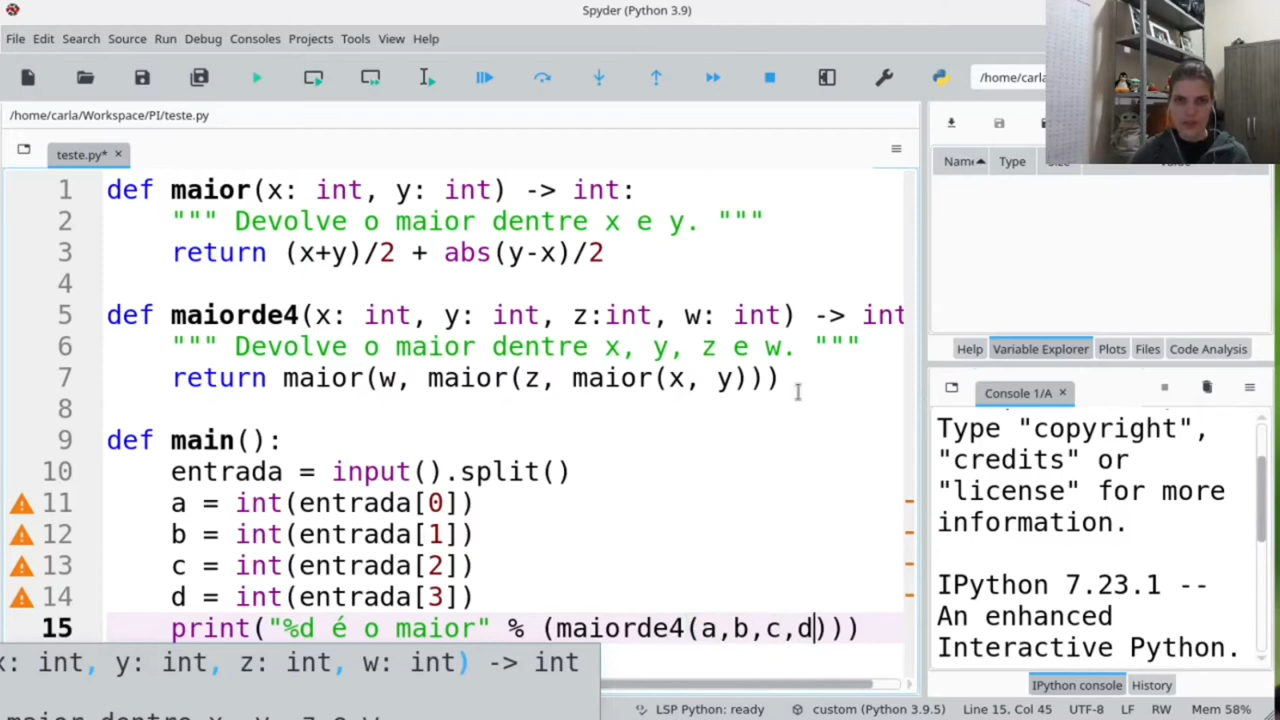 Spyder (Python 3.9)
File Edit Search Source Run Debug Consoles Projects Tools View Help
/home/carla
/home/carla/Workspace/PI/teste.py
teste.py*
Name Type
1 def maior(x: int, y: int) -> int:
2 """ Devolve o maior dentre x e y. """
3 return (x+y)/2 + abs(y-x)/2
4
5 def maiorde4(x: int, y: int, z:int, w: int) -> int
6 """ Devolve o maior dentre x, y, z e w. """
7 return maior(w, maior(z, maior(x, y)))
8
9 def main():
10 entrada = input().split()
11 a = int(entrada[0])
12 b = int(entrada[1])
13 c = int(entrada[2])
14 d = int(entrada[3])
15 print("%d é o maior" % (maiorde4(a,b,c,d)))
x: int, y: int, z: int, w: int) -> int
Help Variable Explorer Plots Files Code Analysis
Console 1/A
Type "copyright",
"credits" or
"license" for more
information.
IPython 7.23.1 --
An enhanced
Interactive Python.
IPython console History
LSP Python: ready custom (Python 3.9.5) Line 15, Col 45 UTF-8 LF RW Mem 58%